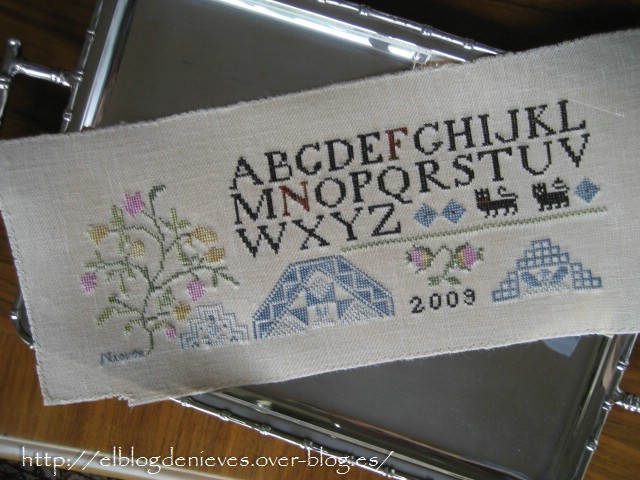 ABCDEFGHIJKL
MNOPQRSTUV
WXYZ
2009
Nieves
http://elblogdenieves.over-blog.es/